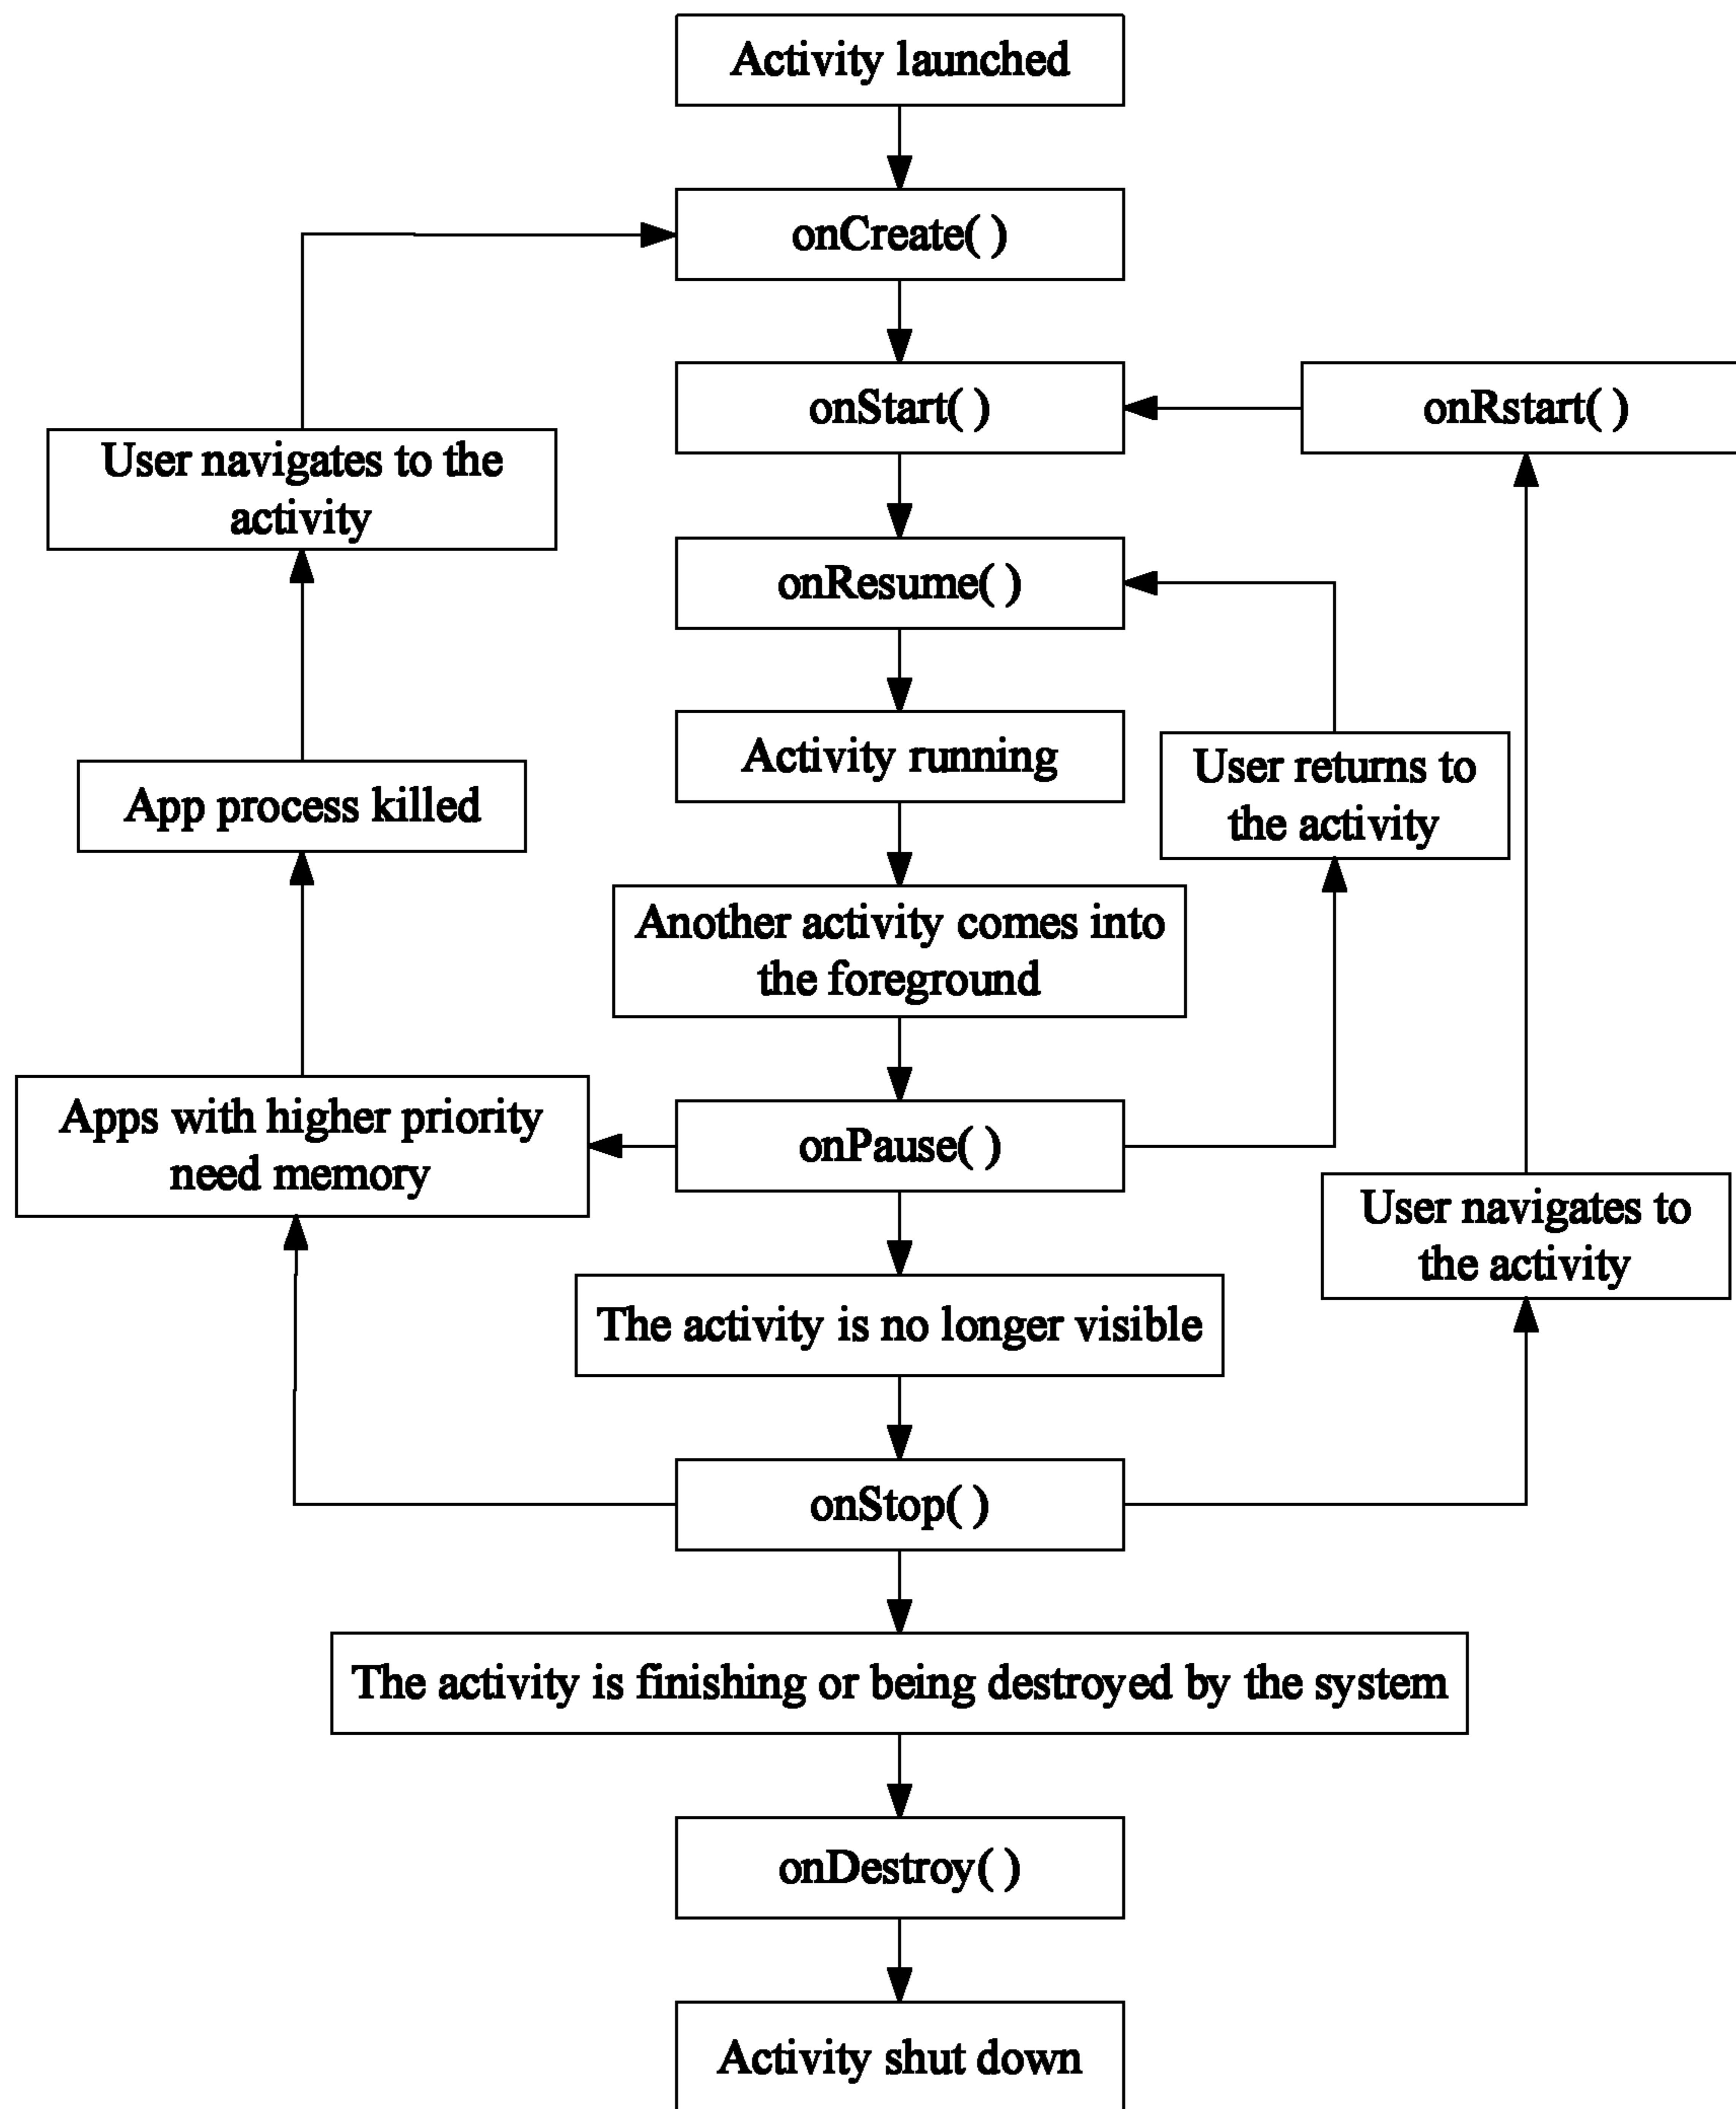 Activity launched
onCreate( )
onStart( )
onRstart( )
User navigates to the
activity
onResume( )
Activity running
User returns to
the activity
App process killed
Another activity comes into
the foreground
Apps with higher priority
need memory
onPause( )
User navigates to
the activity
The activity is no longer visible
onStop( )
The activity is finishing or being destroyed by the system
onDestroy( )
Activity shut down